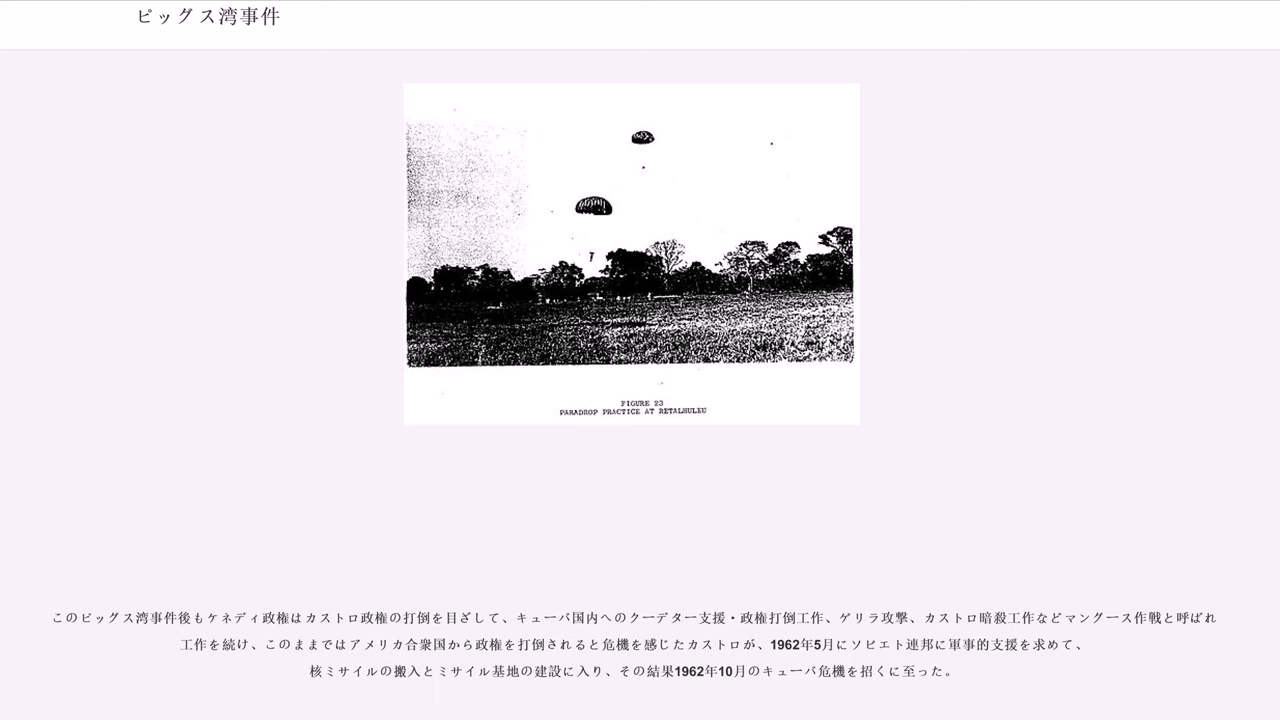 ピッグス湾事件
FIGURE 23
PARADROP PRACTICE AT RETALHULEU
このピッグス湾事件後もケネディ政権はカストロ政権の打倒を目ざして、キューバ国内へのクーデター支援・政権打倒工作、ゲリラ攻撃、カストロ暗殺工作などマングース作戦と呼ばれ
工作を続け、このままではアメリカ合衆国から政権を打倒されると危機を感じたカストロが、1962年5月にソビエト連邦に軍事的支援を求めて、
核ミサイルの搬入とミサイル基地の建設に入り、その結果1962年10月のキューバ危機を招くに至った。